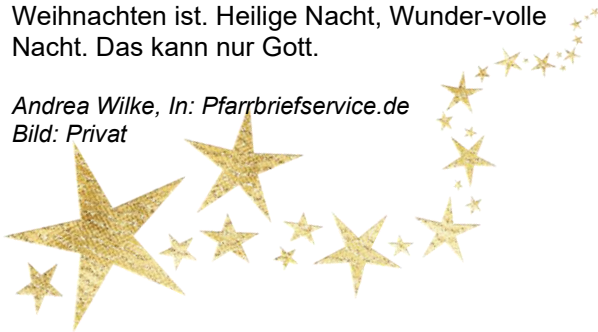 Weihnachten ist. Heilige Nacht, Wunder-volle
Nacht. Das kann nur Gott.
Andrea Wilke, In: Pfarrbriefservice.de
Bild: Privat